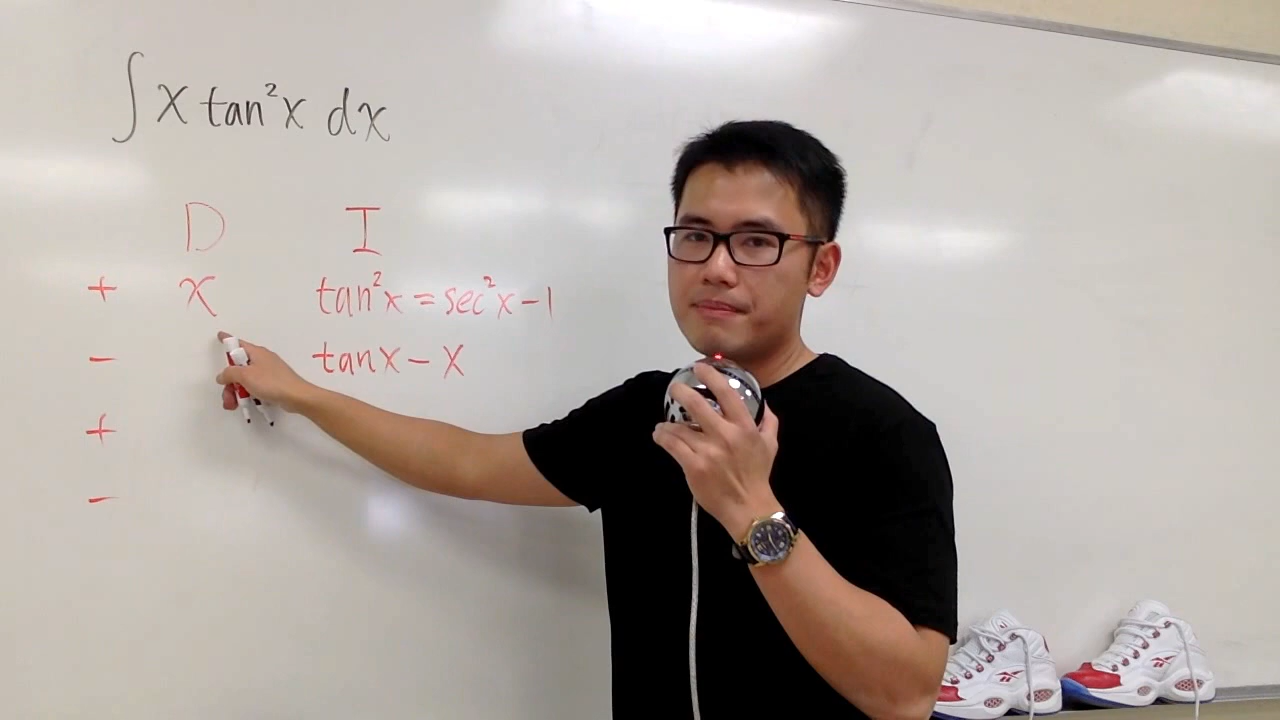 ∫ x tan²x dx
D I
+ x tan²x = sec²x - 1
- tanx - x
+
-